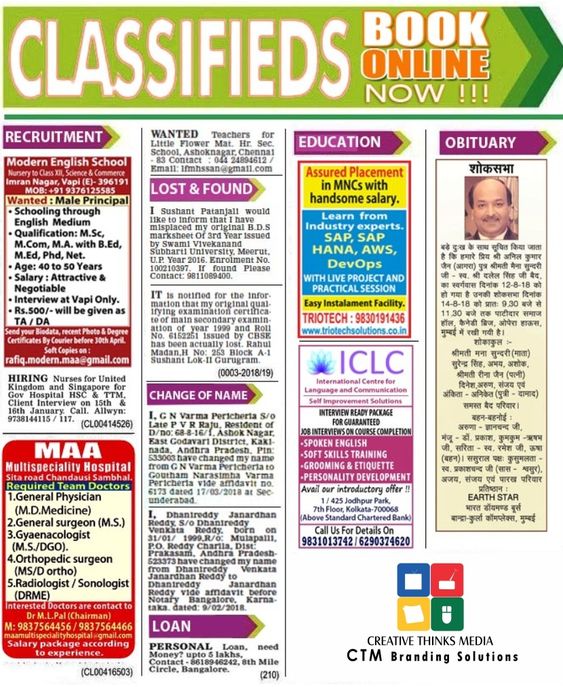 CLASSIFIEDS
BOOK
ONLINE
NOW !!!
RECRUITMENT
Modern English School
Nursery to Class XII, Science & Commerce
Imran Nagar, Vapi (E)- 396191
MOB: +91 9376125585
Wanted : Male Principal
• Schooling through
English Medium
• Qualification: M.Sc,
M.Com, M.A. with B.Ed,
M.Ed, Phd, Net.
• Age: 40 to 50 Years
• Salary : Attractive &
Negotiable
• Interview at Vapi Only.
• Rs.500/- will be given as
TA / DA
Send your Biodata, recent Photo & Degree
Certificates By Courier before 30th April.
Soft Copies on :
rafiq.modern.maa@gmail.com
HIRING Nurses for United
Kingdom and Singapore for
Gov Hospital HSC & TTM,
Client Interview on 15th &
16th January. Call. Allwyn:
9738144115 / 117.
(CL00414526)
MAA
Multispeciality Hospital
Sita road Chandausi Sambhal.
Required Team Doctors
1.General Physician
(M.D.Medicine)
2.General surgeon (M.S.)
3.Gyaenacologist
(M.S./DGO).
4.Orthopedic surgeon
(MS/D ortho)
5.Radiologist / Sonologist
(DRME)
Interested Doctors are contact to
Dr M.L.Pal (Chairman)
M: 9837564456 / 9837564466
maamultispecialityhospital@gmail.com
Salary package according
to experience.
(CL00416503)
WANTED Teachers for
Little Flower Mat. Hr. Sec.
School, Ashoknagar, Chennai
- 83 Contact : 044 24894612 /
Email: lfmhssan@gmail.com
LOST & FOUND
I Sushant Patanjali would
like to inform that I have
misplaced my original B.D.S
marksheet Of 3rd Year issued
by Swami Vivekanand
Subharti University, Meerut,
U.P. Year 2016. Enrolment No.
100210397. If found Please
Contact: 9811089400.
IT is notified for the infor-
mation that my original qual-
ifying examination certifica-
te of main secondary examin-
ation of year 1999 and Roll
No. 6152251 issued by CBSE
has been actually lost. Rahul
Madan,H No: 253 Block A-1
Sushant Lok-II Gurugram.
(0003-2018/19)
CHANGE OF NAME
I, G N Varma Pericherla S/o
Late P V R Raju, Resident of
D/no: 68-8-16/1, Ashok Nagar,
East Godavari District, Kaki-
nada, Andhra Pradesh, Pin:
533003 have changed my name
from G N Varma Pericherla to
Goutham Narasimha Varma
Pericherla vide affidavit no.
6173 dated 17/03/2018 at Sec-
underabad.
I, Dhanireddy Janardhan
Reddy, S/o Dhanireddy
Venkata Reddy, born on
31/01/ 1999,R/o: Mulapalli,
P.O. Reddy Charlla, Dist:
Prakasam, Andhra Pradesh-
523373 have changed my name
from Dhanireddy Venkata
Janardhan Reddy to
Dhanireddy Janardhan
Reddy vide affidavit before
Notary Bangalore, Karna-
taka. dated: 9/02/2018.
LOAN
PERSONAL Loan, need
Money? upto 5 lakhs,
Contact - 8618946242, 8th Mile
Circle, Bangalore.
(210)
EDUCATION
Assured Placement
in MNCs with
handsome salary.
Learn from
Industry experts.
SAP, SAP
HANA, AWS,
DevOps
WITH LIVE PROJECT AND
PRACTICAL SESSION
Easy Instalament Facility.
TRIOTECH : 9830191436
www.triotechsolutions.co.in
ICLC
International Centre for
Language and Communication
Self Improvement Solutions
INTERVIEW READY PACKAGE
FOR GUARANTEED
JOB INTERVIEWS ON COURSE COMPLETION
•SPOKEN ENGLISH
•SOFT SKILLS TRAINING
•GROOMING & ETIQUETTE
•PERSONALITY DEVELOPMENT
Avail our introductory offer !!
1 / 425 Jodhpur Park,
7th Floor, Kolkata-700068
(Above Standard Chartered Bank)
Call Us For Details On
9831013742 / 6290374620
OBITUARY
शोकसभा
बड़े दुःख के साथ सूचित किया जाता
है कि हमारे प्रिय श्री अनिल कुमार
जैन (आगरा) पुत्र श्रीमती मैना सुन्दरी
जी - स्व. श्री दलेल सिंह जी बैद,
का स्वर्गवास दिनांक 12-8-18 को
हो गया है उनकी शोकसभा दिनांक
14-8-18 को प्रातः 9.30 बजे से
11.30 बजे तक पाटीदार समाज
हॉल, कैनेडी ब्रिज, ओपेरा हाऊस,
मुंबई में रखी गयी है।
शोकाकुल :-
श्रीमती मना सुन्दरी(माता)
सुरेन्द्र सिंह, अभय, अशोक,
श्रीमती रीना जैन (पत्नी)
दिनेश,अरुण, संजय एवं
अंकिता - अनिकेत (पुत्री - दामाद)
समस्त बैद परिवार।
बहन-बहनोई :
अरुणा - ज्ञानचन्द जी,
मंजू - डॉ. प्रकाश, कुमकुम -ऋषभ
जी, सरिता - स्व. रमेश जी, ऊषा
(बहन)। ससुराल पक्ष: कुसुमलता -
स्व. प्रकाशचन्द जी (सास - श्वसुर),
अजय, संजय एवं पारख परिवार
प्रतिष्ठान:
EARTH STAR
भारत डॉयमण्ड बूर्स
बान्द्रा-कुर्ला कॉमप्लेक्स, मुम्बई
CREATIVE THINKS MEDIA
CTM Branding Solutions